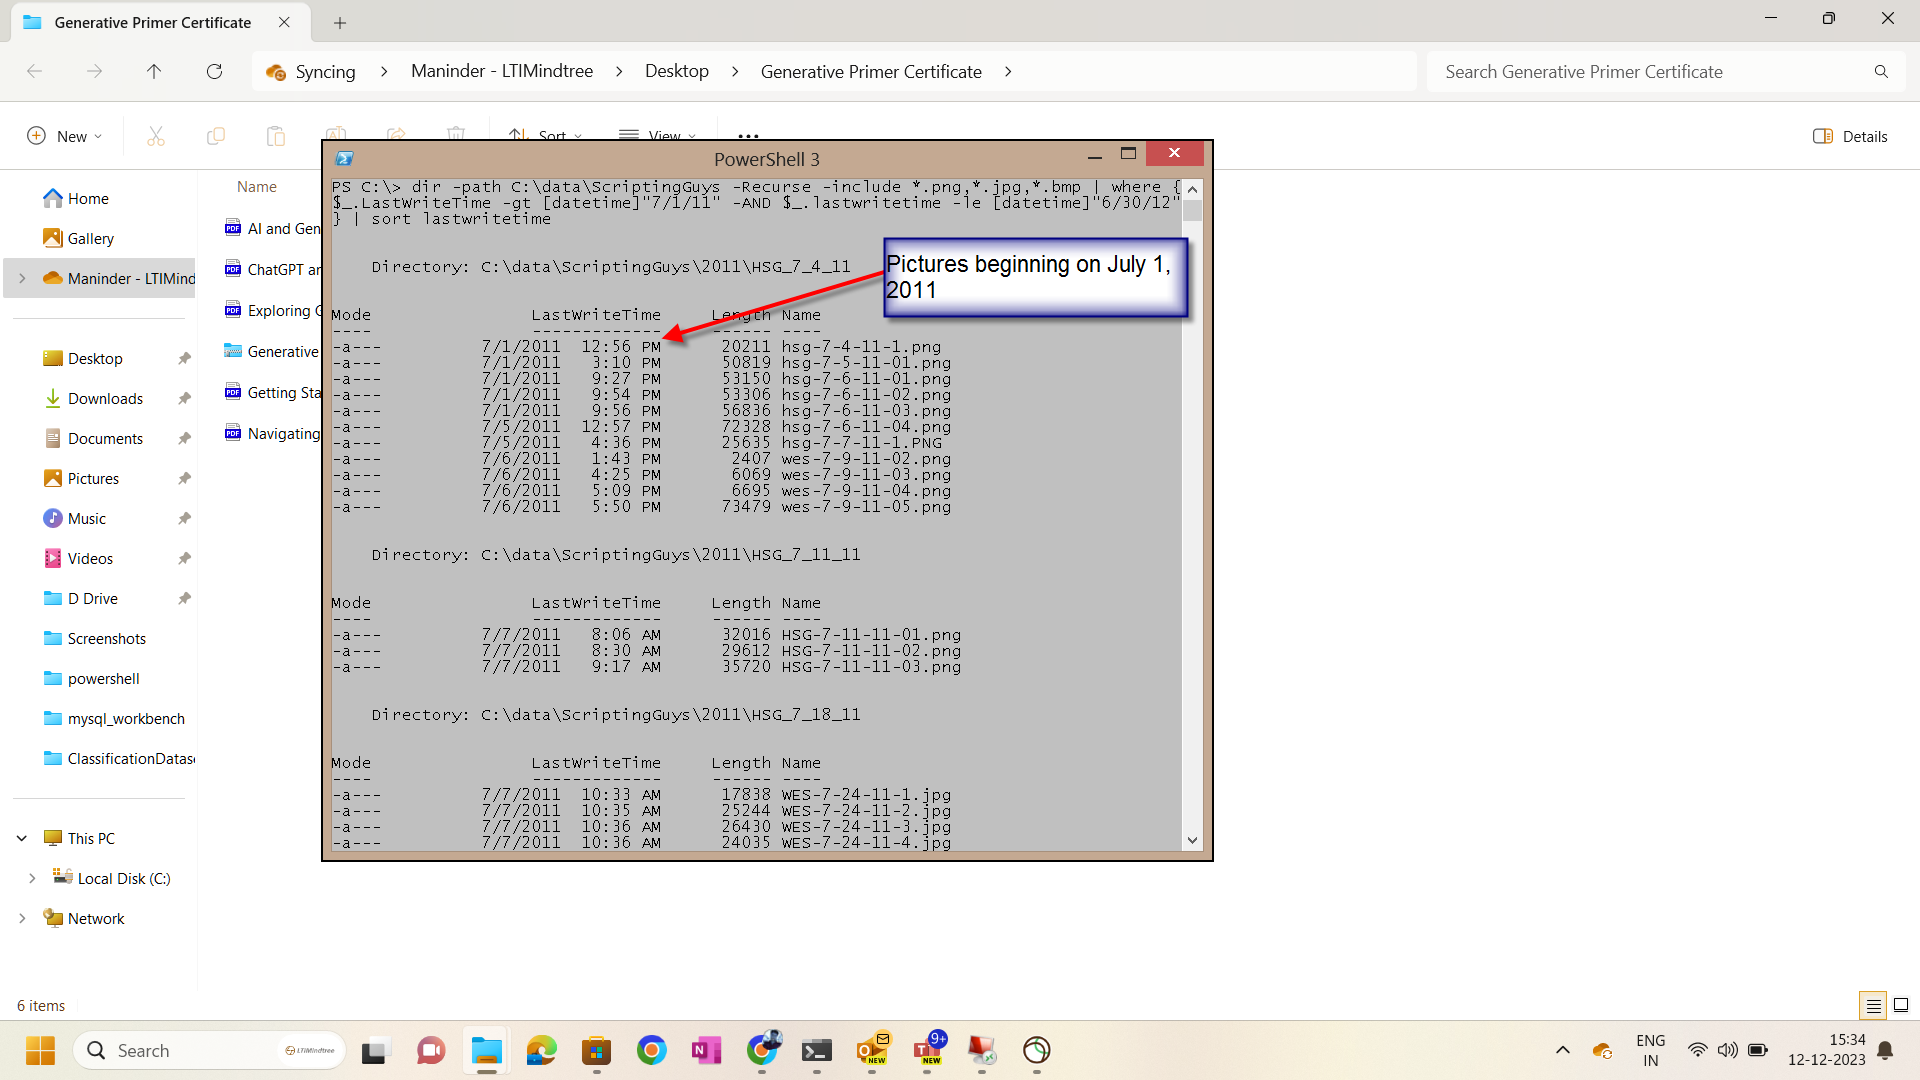 Generative Primer Certificate
Syncing
Maninder - LTIMindtree
Desktop
Generative Primer Certificate
Search Generative Primer Certificate
New
Sort
View
Details
Home
Gallery
Maninder - LTIMind
Desktop
Downloads
Documents
Pictures
Music
Videos
D Drive
Screenshots
powershell
mysql_workbench
ClassificationDatas
This PC
Local Disk (C:)
Network
Name
AI and Gen
ChatGPT an
Exploring G
Generative
Getting Sta
Navigating
PowerShell 3
PS C:\> dir -path C:\data\ScriptingGuys -Recurse -include *.png,*.jpg,*.bmp | where {
$_.LastWriteTime -gt [datetime]"7/1/11" -AND $_.lastwritetime -le [datetime]"6/30/12"
} | sort lastwritetime
Pictures beginning on July 1,
2011
Directory: C:\data\ScriptingGuys\2011\HSG_7_4_11
Mode LastWriteTime Length Name
---- ------------- ------ ----
-a--- 7/1/2011 12:56 PM 20211 hsg-7-4-11-1.png
-a--- 7/1/2011 3:10 PM 50819 hsg-7-5-11-01.png
-a--- 7/1/2011 9:27 PM 53150 hsg-7-6-11-01.png
-a--- 7/1/2011 9:54 PM 53306 hsg-7-6-11-02.png
-a--- 7/1/2011 9:56 PM 56836 hsg-7-6-11-03.png
-a--- 7/5/2011 12:57 PM 72328 hsg-7-6-11-04.png
-a--- 7/5/2011 4:36 PM 25635 hsg-7-7-11-1.PNG
-a--- 7/6/2011 1:43 PM 2407 wes-7-9-11-02.png
-a--- 7/6/2011 4:25 PM 6069 wes-7-9-11-03.png
-a--- 7/6/2011 5:09 PM 6695 wes-7-9-11-04.png
-a--- 7/6/2011 5:50 PM 73479 wes-7-9-11-05.png
Directory: C:\data\ScriptingGuys\2011\HSG_7_11_11
Mode LastWriteTime Length Name
---- ------------- ------ ----
-a--- 7/7/2011 8:06 AM 32016 HSG-7-11-11-01.png
-a--- 7/7/2011 8:30 AM 29612 HSG-7-11-11-02.png
-a--- 7/7/2011 9:17 AM 35720 HSG-7-11-11-03.png
Directory: C:\data\ScriptingGuys\2011\HSG_7_18_11
Mode LastWriteTime Length Name
---- ------------- ------ ----
-a--- 7/7/2011 10:33 AM 17838 WES-7-24-11-1.jpg
-a--- 7/7/2011 10:35 AM 25244 WES-7-24-11-2.jpg
-a--- 7/7/2011 10:36 AM 26430 WES-7-24-11-3.jpg
-a--- 7/7/2011 10:36 AM 24035 WES-7-24-11-4.jpg
6 items
Search
LTIMindtree
NEW
9+
NEW
ENG
IN
15:34
12-12-2023